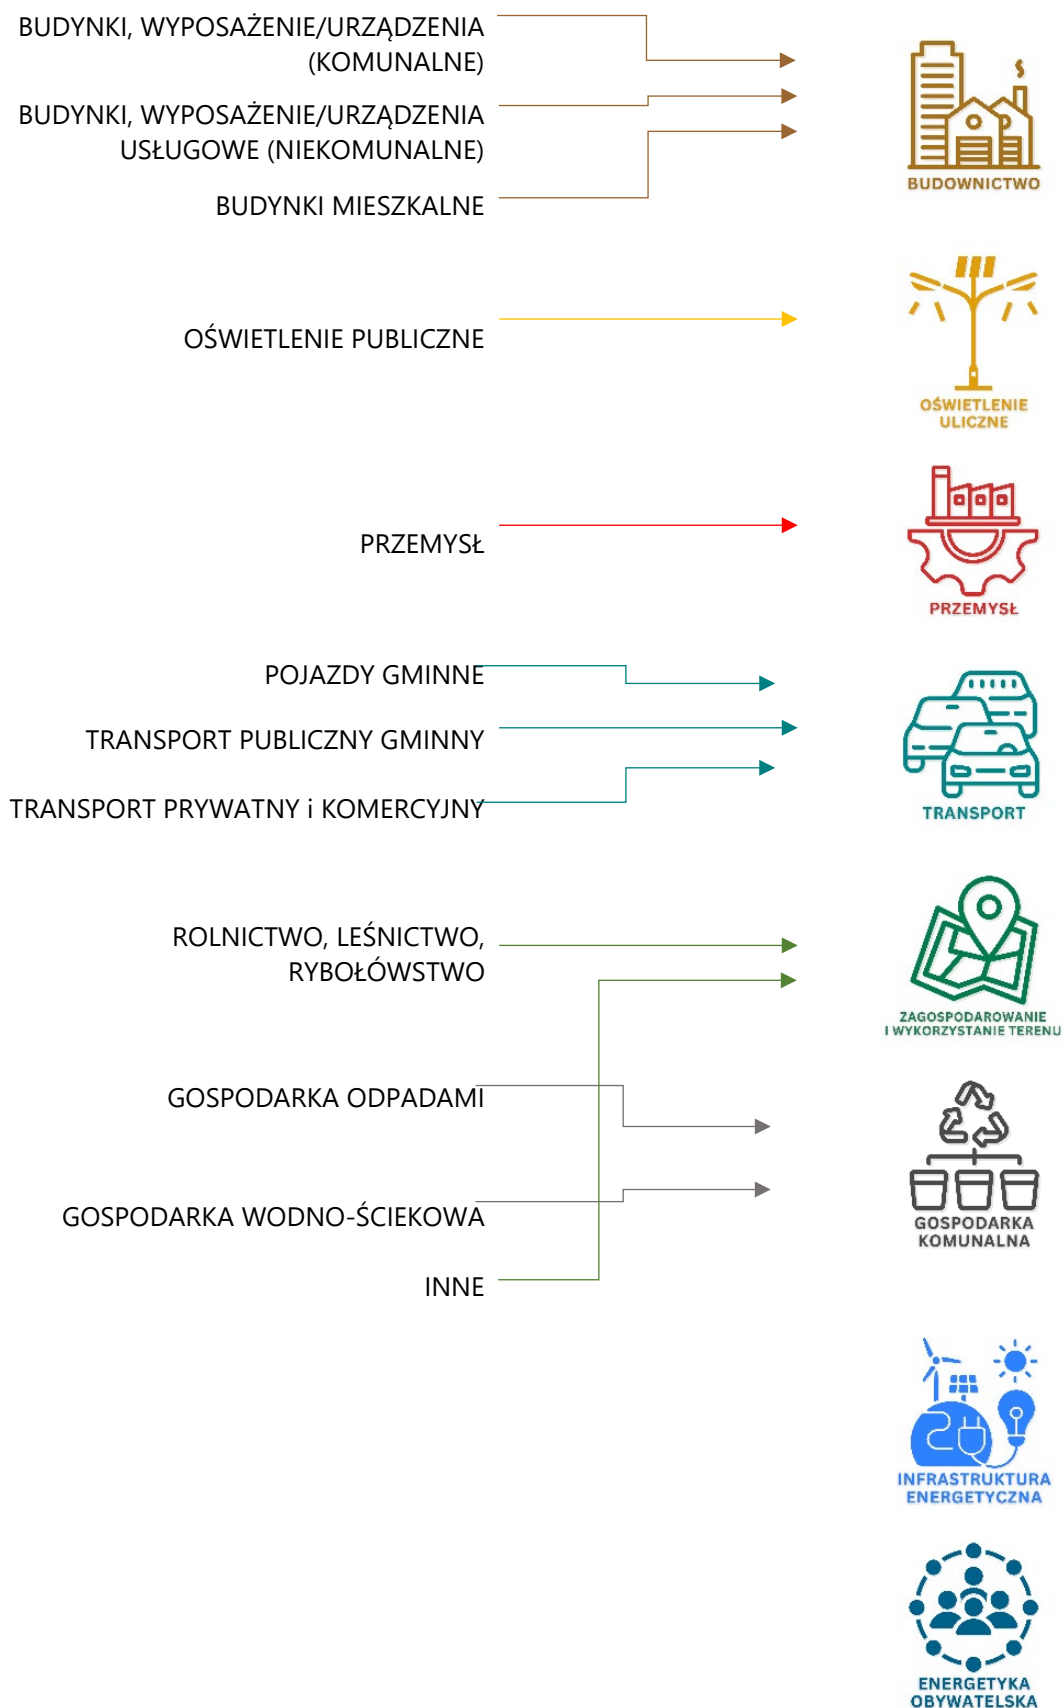 BUDYNKI, WYPOSAŻENIE/URZĄDZENIA
(KOMUNALNE)
BUDYNKI, WYPOSAŻENIE/URZĄDZENIA
USŁUGOWE (NIEKOMUNALNE)
BUDYNKI MIESZKALNE
BUDOWNICTWO
OŚWIETLENIE PUBLICZNE
OŚWIETLENIE
ULICZNE
PRZEMYSŁ
PRZEMYSŁ
POJAZDY GMINNE
TRANSPORT PUBLICZNY GMINNY
TRANSPORT PRYWATNY i KOMERCYJNY
TRANSPORT
ROLNICTWO, LEŚNICTWO,
RYBOŁÓWSTWO
ZAGOSPODAROWANIE
I WYKORZYSTANIE TERENU
GOSPODARKA ODPADAMI
GOSPODARKA WODNO-ŚCIEKOWA
GOSPODARKA
KOMUNALNA
INNE
INFRASTRUKTURA
ENERGETYCZNA
ENERGETYKA
OBYWATELSKA